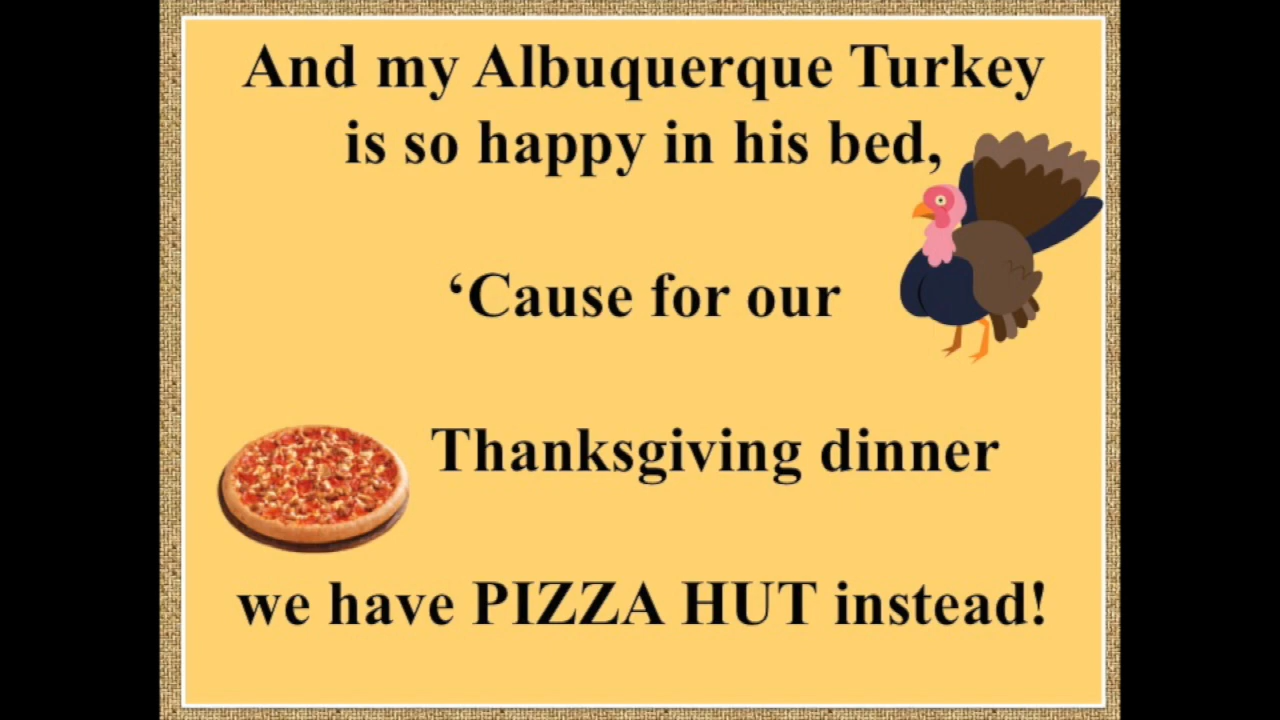 And my Albuquerque Turkey
is so happy in his bed,
‘Cause for our
Thanksgiving dinner
we have PIZZA HUT instead!